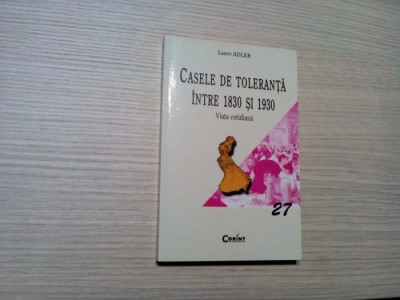 Laure ADLER
CASELE DE TOLERANȚĂ
ÎNTRE 1830 ȘI 1930
Viața cotidiană
27
CORINT